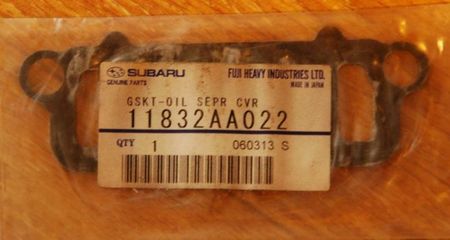 SUBARU FUJI HEAVY INDUSTRIES LTD.
GENUINE PARTS MADE IN JAPAN
GSKT-OIL SEPR CVR
11832AA022
QTY 1 060313 S